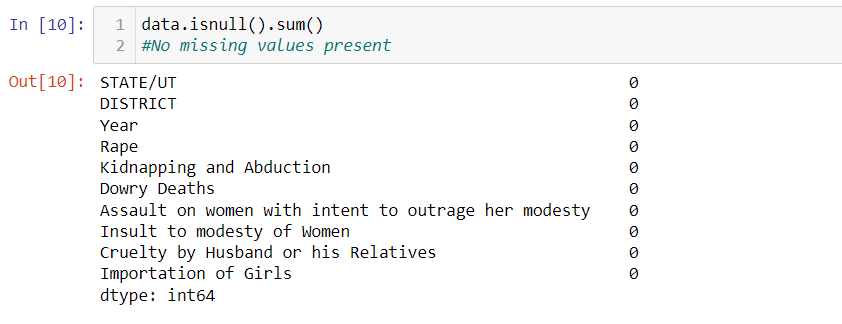 In [10]: 1 data.isnull().sum()
2 #No missing values present
Out[10]: STATE/UT 0
DISTRICT 0
Year 0
Rape 0
Kidnapping and Abduction 0
Dowry Deaths 0
Assault on women with intent to outrage her modesty 0
Insult to modesty of Women 0
Cruelty by Husband or his Relatives 0
Importation of Girls 0
dtype: int64